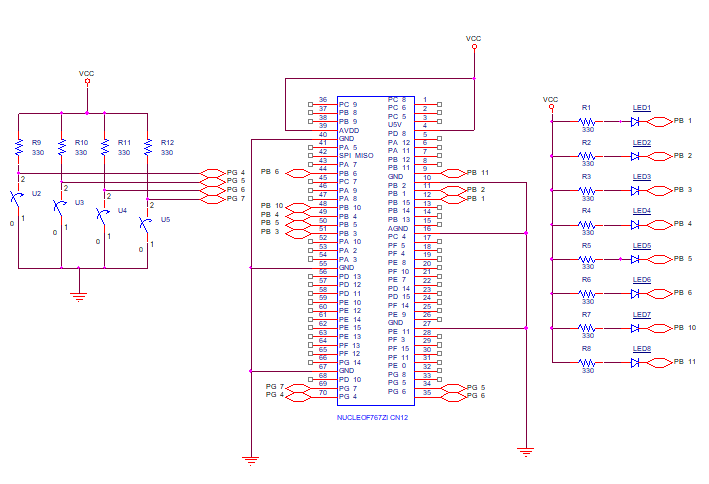 VCC
R9
330
R10
330
R11
330
R12
330
PG 4
PG 5
PG 6
PG 7
2
U2
0
1
2
U3
0
1
2
U4
0
1
2
U5
0
1
VCC
36 PC 9 PC 8 1
37 PB 8 PC 6 2
38 PB 9 PC 5 3
39 AVDD U5V 4
40 GND PD 8 5
41 PA 5 PA 12 6
42 SPI MISO PA 11 7
43 PA 7 PB 12 8
PB 6 44 PB 6 PB 11 9 PB 11
45 PC 7 GND 10
46 PA 9 PB 2 11 PB 2
47 PA 8 PB 1 12 PB 1
PB 10 48 PB 10 PB 15 13
PB 4 49 PB 4 PB 14 14
PB 5 50 PB 5 PB 13 15
PB 3 51 PB 3 AGND 16
52 PA 10 PC 4 17
53 PA 2 PF 5 18
54 PA 3 PF 4 19
55 GND PE 8 20
56 PD 13 PF 10 21
57 PD 12 PE 7 22
58 PD 11 PD 14 23
59 PE 10 PD 15 24
60 PE 12 PF 14 25
61 PE 14 PE 9 26
62 PE 15 GND 27
63 PE 13 PE 11 28
64 PF 13 PF 3 29
65 PF 12 PF 15 30
66 PG 14 PF 11 31
67 GND PE 0 32
68 PD 10 PG 8 33
PG 7 69 PG 7 PG 5 34 PG 5
PG 4 70 PG 4 PG 6 35 PG 6
NUCLEOF767ZI CN12
VCC
R1 LED1
330 PB 1
R2 LED2
330 PB 2
R3 LED3
330 PB 3
R4 LED4
330 PB 4
R5 LED5
330 PB 5
R6 LED6
330 PB 6
R7 LED7
330 PB 10
R8 LED8
330 PB 11